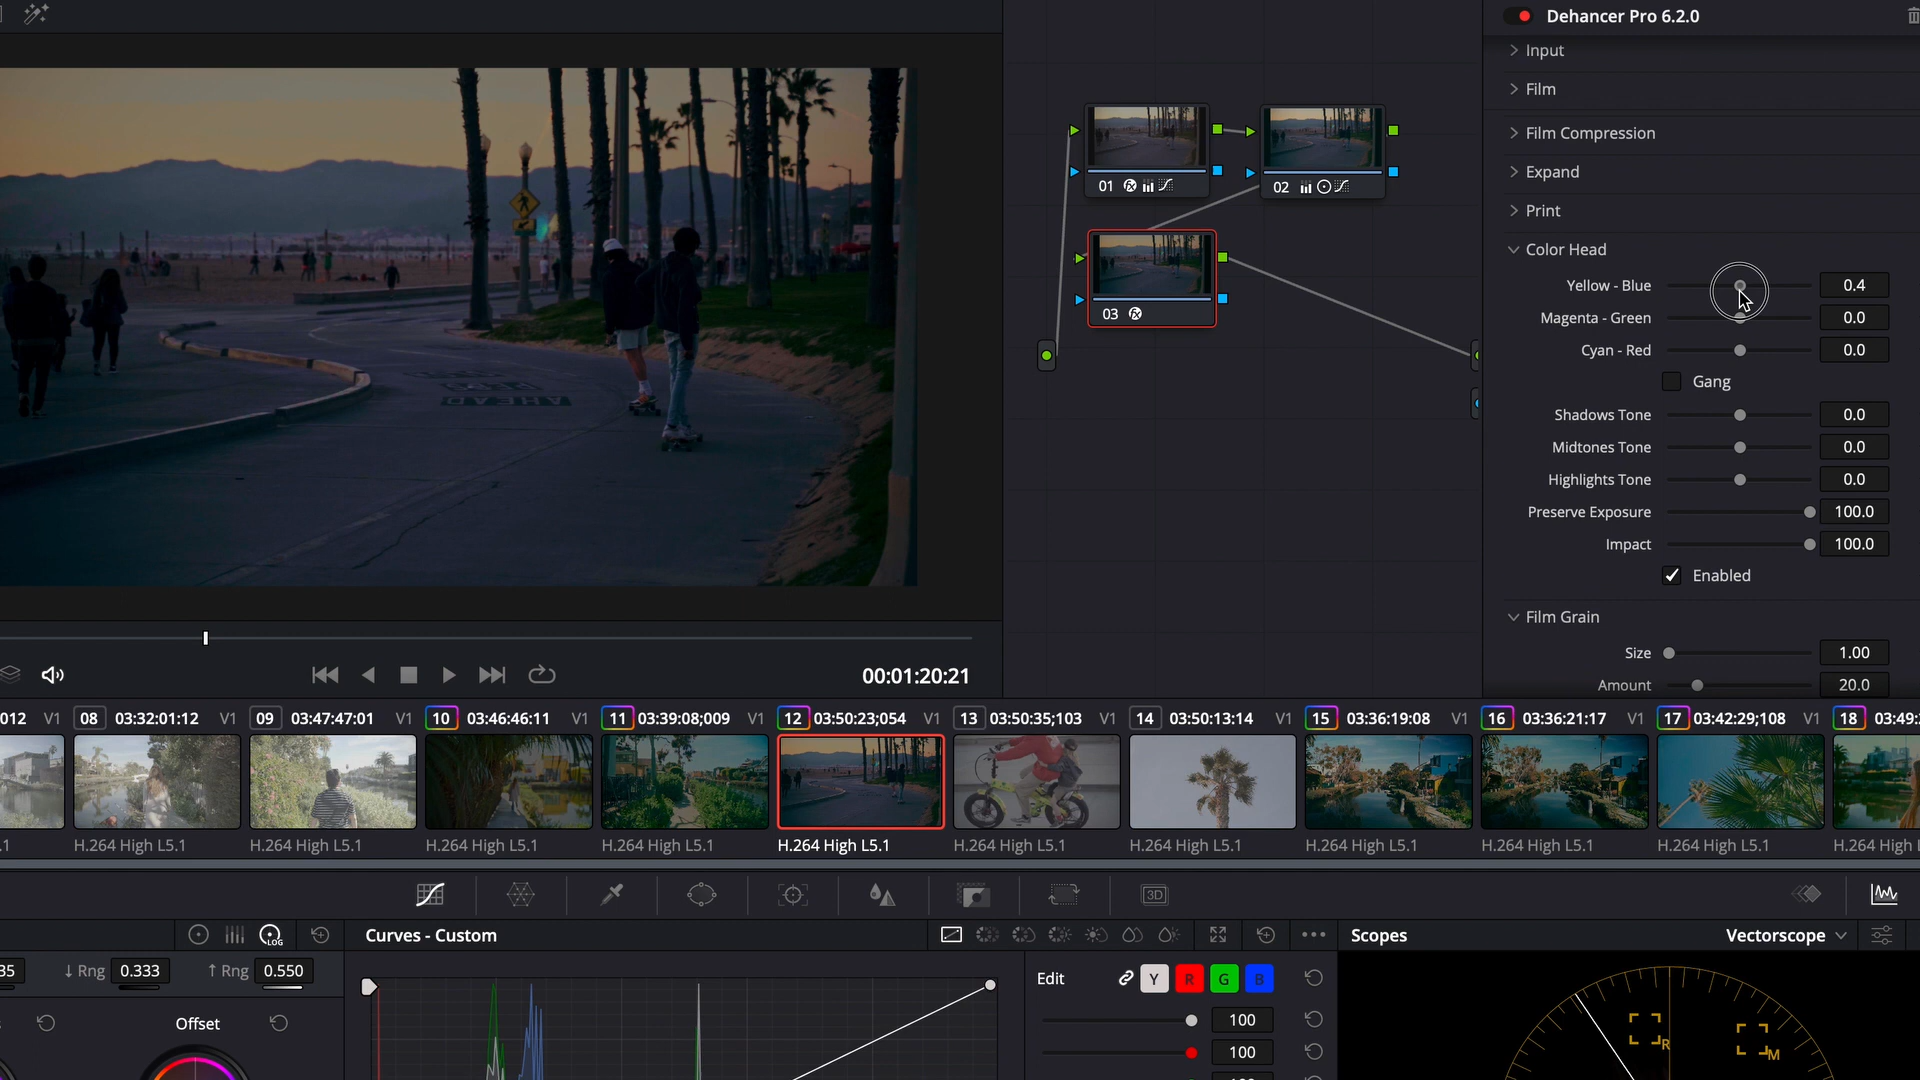 Dehancer Pro 6.2.0
Input
Film
Film Compression
Expand
Print
Color Head
Yellow - Blue 0.4
Magenta - Green 0.0
Cyan - Red 0.0
Gang
Shadows Tone 0.0
Midtones Tone 0.0
Highlights Tone 0.0
Preserve Exposure 100.0
Impact 100.0
Enabled
Film Grain
Size 1.00
Amount 20.0
01
02
03
AHEAD
00:01:20:21
012 V1 08 03:32:01:12 V1 09 03:47:47:01 V1 10 03:46:46:11 V1 11 03:39:08;009 V1 12 03:50:23;054 V1 13 03:50:35;103 V1 14 03:50:13:14 V1 15 03:36:19:08 V1 16 03:36:21:17 V1 17 03:42:29;108 V1 18 03:49:
.1 H.264 High L5.1 H.264 High L5.1 H.264 High L5.1 H.264 High L5.1 H.264 High L5.1 H.264 High L5.1 H.264 High L5.1 H.264 High L5.1 H.264 High L5.1 H.264 High L5.1 H.264 High
3D
LOG
Curves - Custom
Scopes
Vectorscope
35 ↓ Rng 0.333 ↑ Rng 0.550
Offset
Edit Y R G B
100
100
R
M